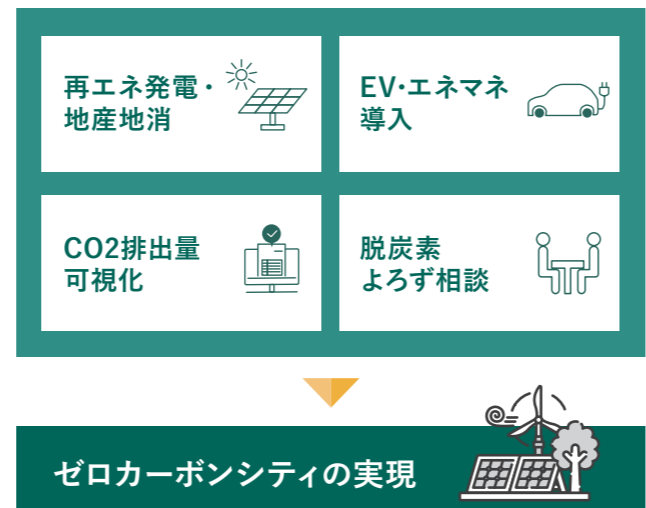 再エネ発電・
地産地消
EV・エネマネ
導入
CO2排出量
可視化
脱炭素
よろず相談
ゼロカーボンシティの実現